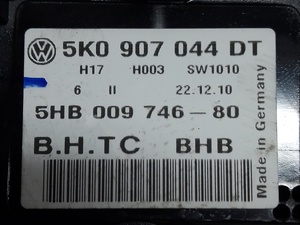 5K0 907 044 DT
H17 H003 SW1010
6 II 22.12.10
5HB 009 746-80
B.H.TC BHB
Made in Germany